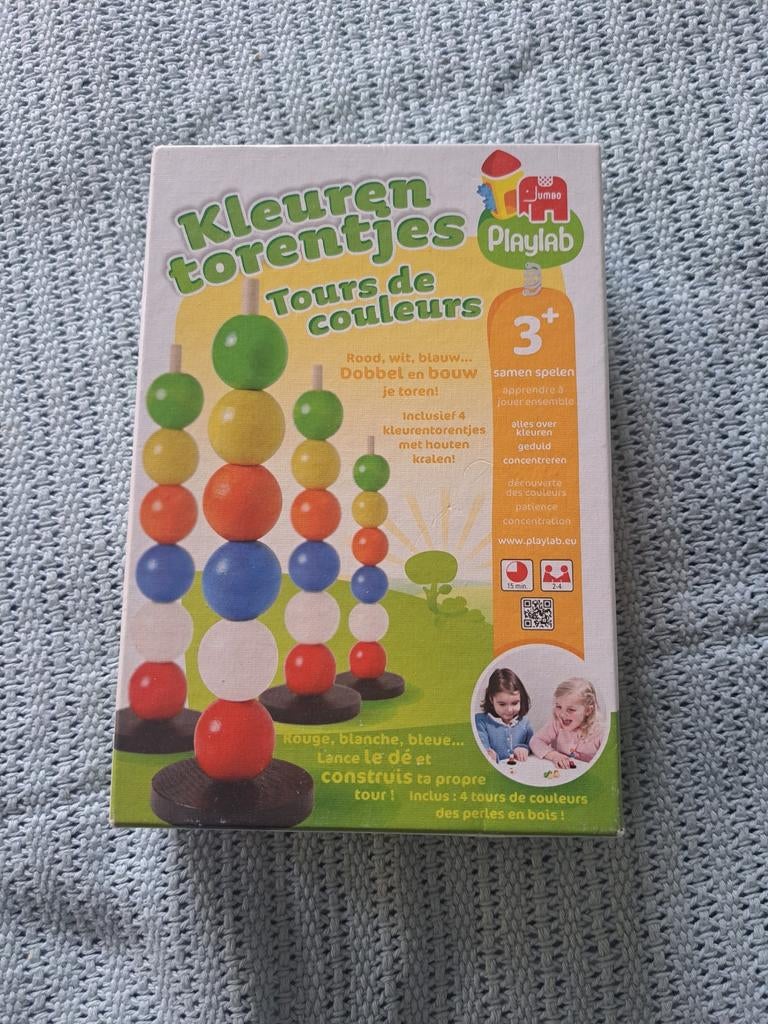 Kleuren
torentjes
Tours de
couleurs
JUMBO
Playlab
3+
samen spelen
apprendre à
jouer ensemble
alles over
kleuren
geduld
concentreren
découverte
des couleurs
patience
concentration
www.playlab.eu
15 min.
2-4
Rood, wit, blauw...
Dobbel en bouw
je toren!
Inclusief 4
kleurentorentjes
met houten
kralen!
Rouge, blanche, bleue...
Lance le dé et
construis ta propre
tour ! Inclus : 4 tours de couleurs
des perles en bois !